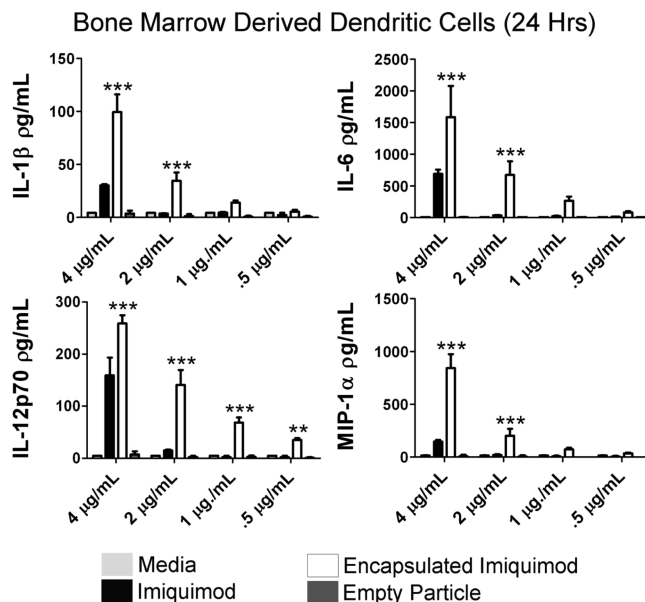 Bone Marrow Derived Dendritic Cells (24 Hrs)
IL-1β ρg/mL
150
100
50
0
***
***
4 µg/mL
2 µg/mL
1 µg./mL
.5 µg/mL
IL-6 ρg/mL
2500
2000
1500
1000
500
0
***
***
4 µg/mL
2 µg/mL
1 µg./mL
.5 µg/mL
IL-12p70 ρg/mL
300
200
100
0
***
***
***
**
4 µg/mL
2 µg/mL
1 µg./mL
.5 µg/mL
MIP-1α ρg/mL
1500
1000
500
0
***
***
4 µg/mL
2 µg/mL
1 µg./mL
.5 µg/mL
Media
Imiquimod
Encapsulated Imiquimod
Empty Particle